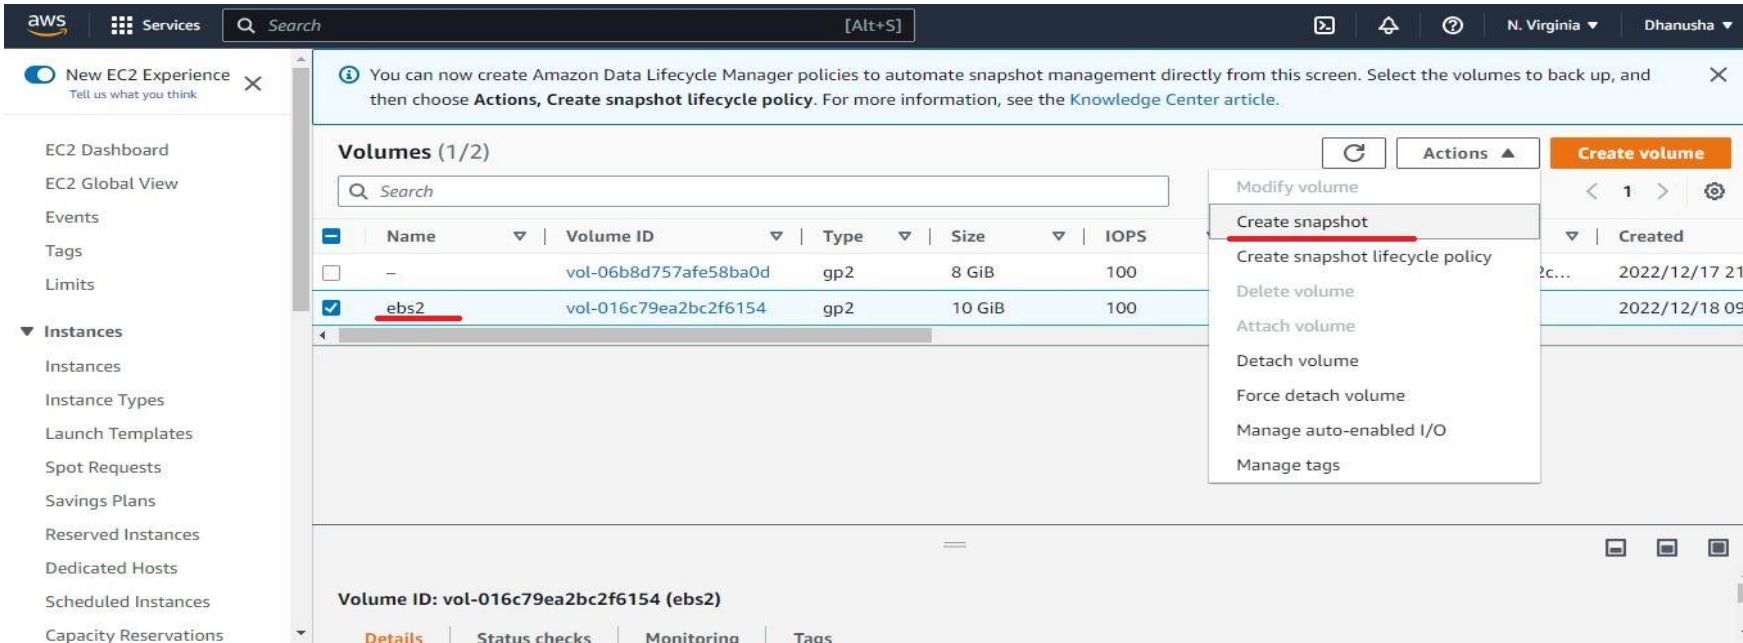 aws Services Search [Alt+S] N. Virginia Dhanusha
New EC2 Experience
Tell us what you think
EC2 Dashboard
EC2 Global View
Events
Tags
Limits
Instances
Instances
Instance Types
Launch Templates
Spot Requests
Savings Plans
Reserved Instances
Dedicated Hosts
Scheduled Instances
Capacity Reservations
You can now create Amazon Data Lifecycle Manager policies to automate snapshot management directly from this screen. Select the volumes to back up, and
then choose Actions, Create snapshot lifecycle policy. For more information, see the Knowledge Center article.
Volumes (1/2) Actions Create volume
Search 1
Name Volume ID Type Size IOPS Created
– vol-06b8d757afe58ba0d gp2 8 GiB 100 2c... 2022/12/17 21
ebs2 vol-016c79ea2bc2f6154 gp2 10 GiB 100 2022/12/18 09
Modify volume
Create snapshot
Create snapshot lifecycle policy
Delete volume
Attach volume
Detach volume
Force detach volume
Manage auto-enabled I/O
Manage tags
Volume ID: vol-016c79ea2bc2f6154 (ebs2)
Details Status checks Monitoring Tags